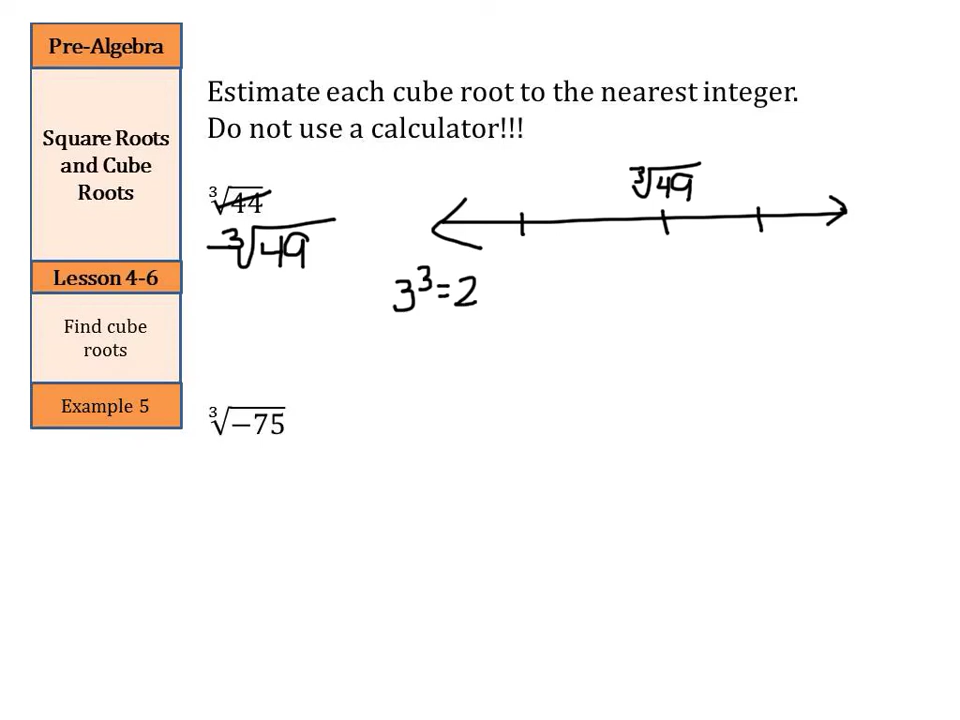 Pre-Algebra
Square Roots
and Cube
Roots
Lesson 4-6
Find cube
roots
Example 5
Estimate each cube root to the nearest integer.
Do not use a calculator!!!
∛44
−∛49
∛49
3³=2
∛−75